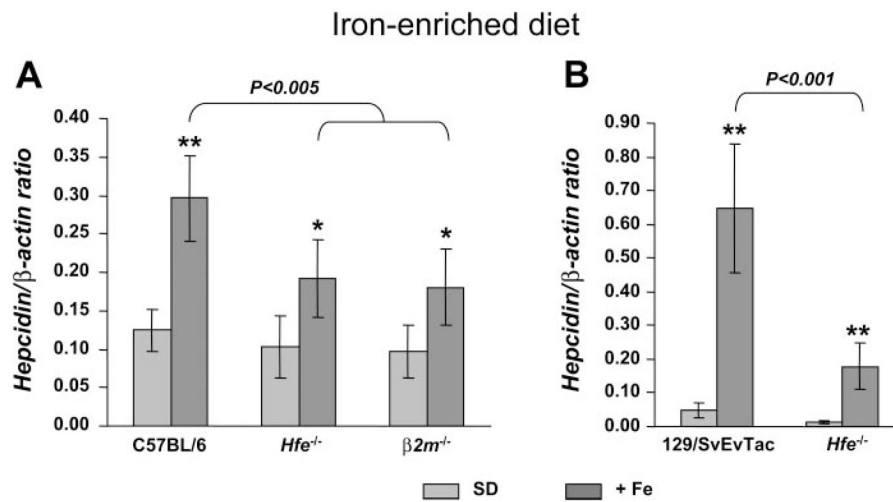 Iron-enriched diet
A
P<0.005
Hepcidin/β-actin ratio
0.40
0.35
0.30
0.25
0.20
0.15
0.10
0.05
0.00
**
*
*
C57BL/6 Hfe-/- β2m-/-
B
P<0.001
Hepcidin/β-actin ratio
0.90
0.80
0.70
0.60
0.50
0.40
0.30
0.20
0.10
0.00
**
**
129/SvEvTac Hfe-/-
SD + Fe